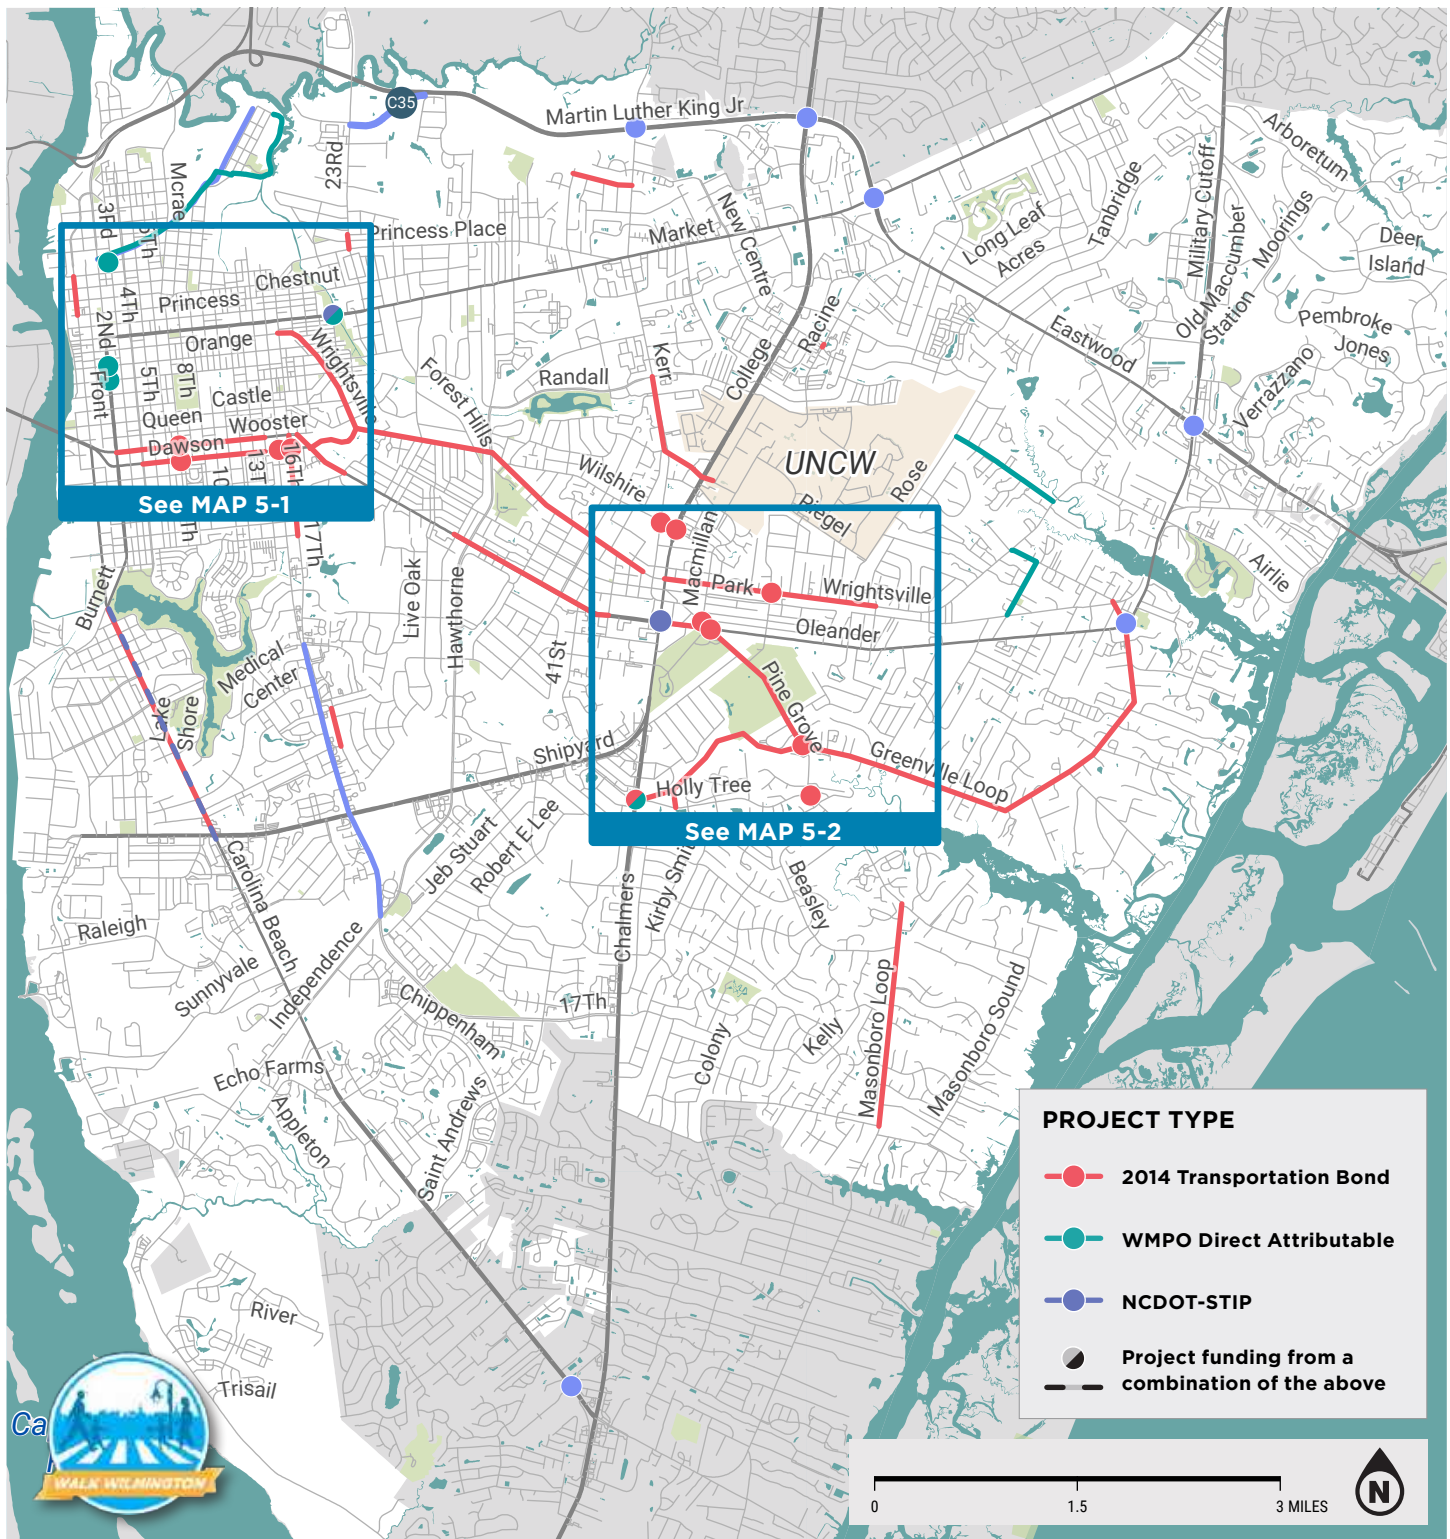 C35
Martin Luther King Jr
23Rd
Mcrae
3Rd
5Th
Princess Place
Market
New Centre
Long Leaf
Acres
Tanbridge
Military Cutoff
Arboretum
Old Maccumber
Station
Moorings
Deer
Island
Pembroke
Jones
Verrazzano
Eastwood
Racine
College
Chestnut
Princess
4Th
2Nd
Orange
Wrightsville
Front
5Th
8Th
Castle
Queen
Wooster
Dawson
10
13T
16Th
See MAP 5-1
Th
17Th
Forest Hills
Randall
Kerr
UNCW
Rose
Riegel
Wilshire
Macmillan
Park
Wrightsville
Oleander
Airlie
Burnett
Live Oak
Hawthorne
41St
Medical
Center
Lake
Shore
Pine Grove
Shipyard
Greenville Loop
Holly Tree
See MAP 5-2
Jeb Stuart
Robert E Lee
Kirby Smit
Beasley
Chalmers
Carolina Beach
Raleigh
Sunnyvale
Independence
Chippenham
17Th
Colony
Kelly
Masonboro Loop
Masonboro Sound
Echo Farms
Appleton
Saint Andrews
River
Trisail
Ca
WALK WILMINGTON
PROJECT TYPE
2014 Transportation Bond
WMPO Direct Attributable
NCDOT-STIP
Project funding from a
combination of the above
0 1.5 3 MILES
N